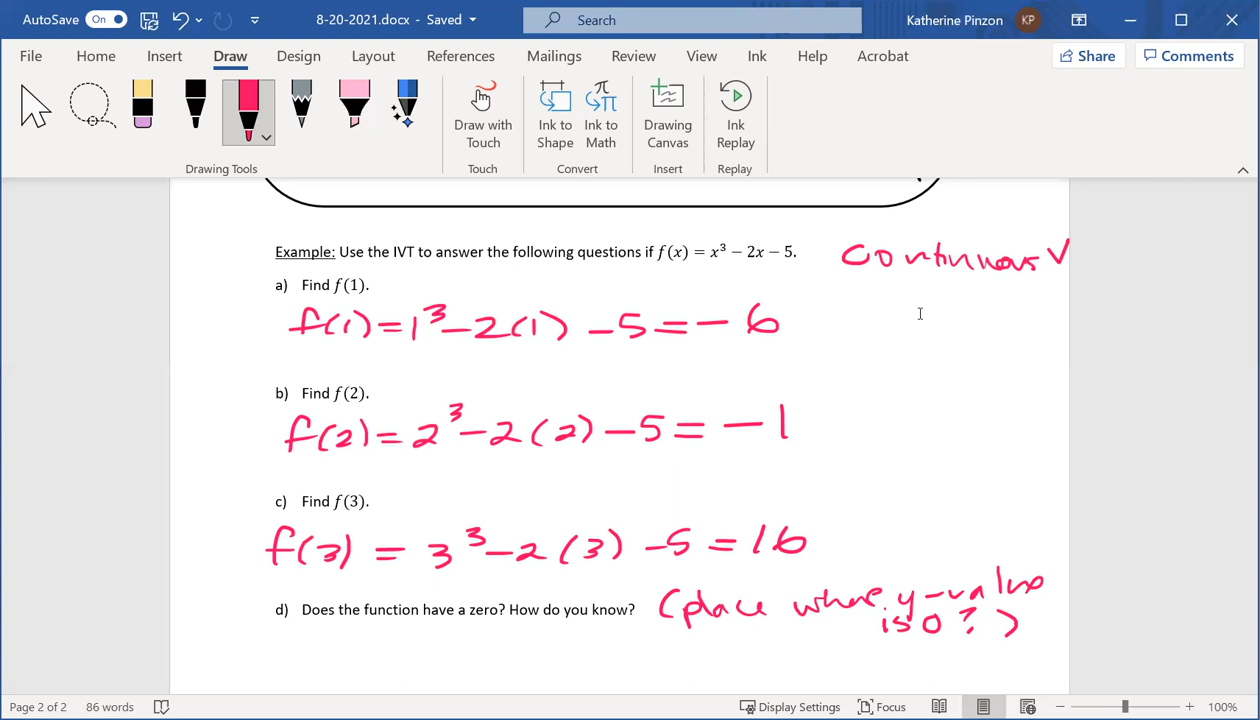 AutoSave On 8-20-2021.docx - Saved Search Katherine Pinzon KP
File Home Insert Draw Design Layout References Mailings Review View Ink Help Acrobat Share Comments
Draw with Touch Ink to Shape Ink to Math Drawing Canvas Ink Replay
Drawing Tools Touch Convert Insert Replay
Example: Use the IVT to answer the following questions if f(x) = x³ − 2x − 5. continuous √
a) Find f(1).
f(1) = 1³ − 2(1) − 5 = − 6
b) Find f(2).
f(2) = 2³ − 2(2) − 5 = − 1
c) Find f(3).
f(3) = 3³ − 2(3) − 5 = 16
d) Does the function have a zero? How do you know? (place where y-value
is 0?)
Page 2 of 2 86 words Display Settings Focus 100%